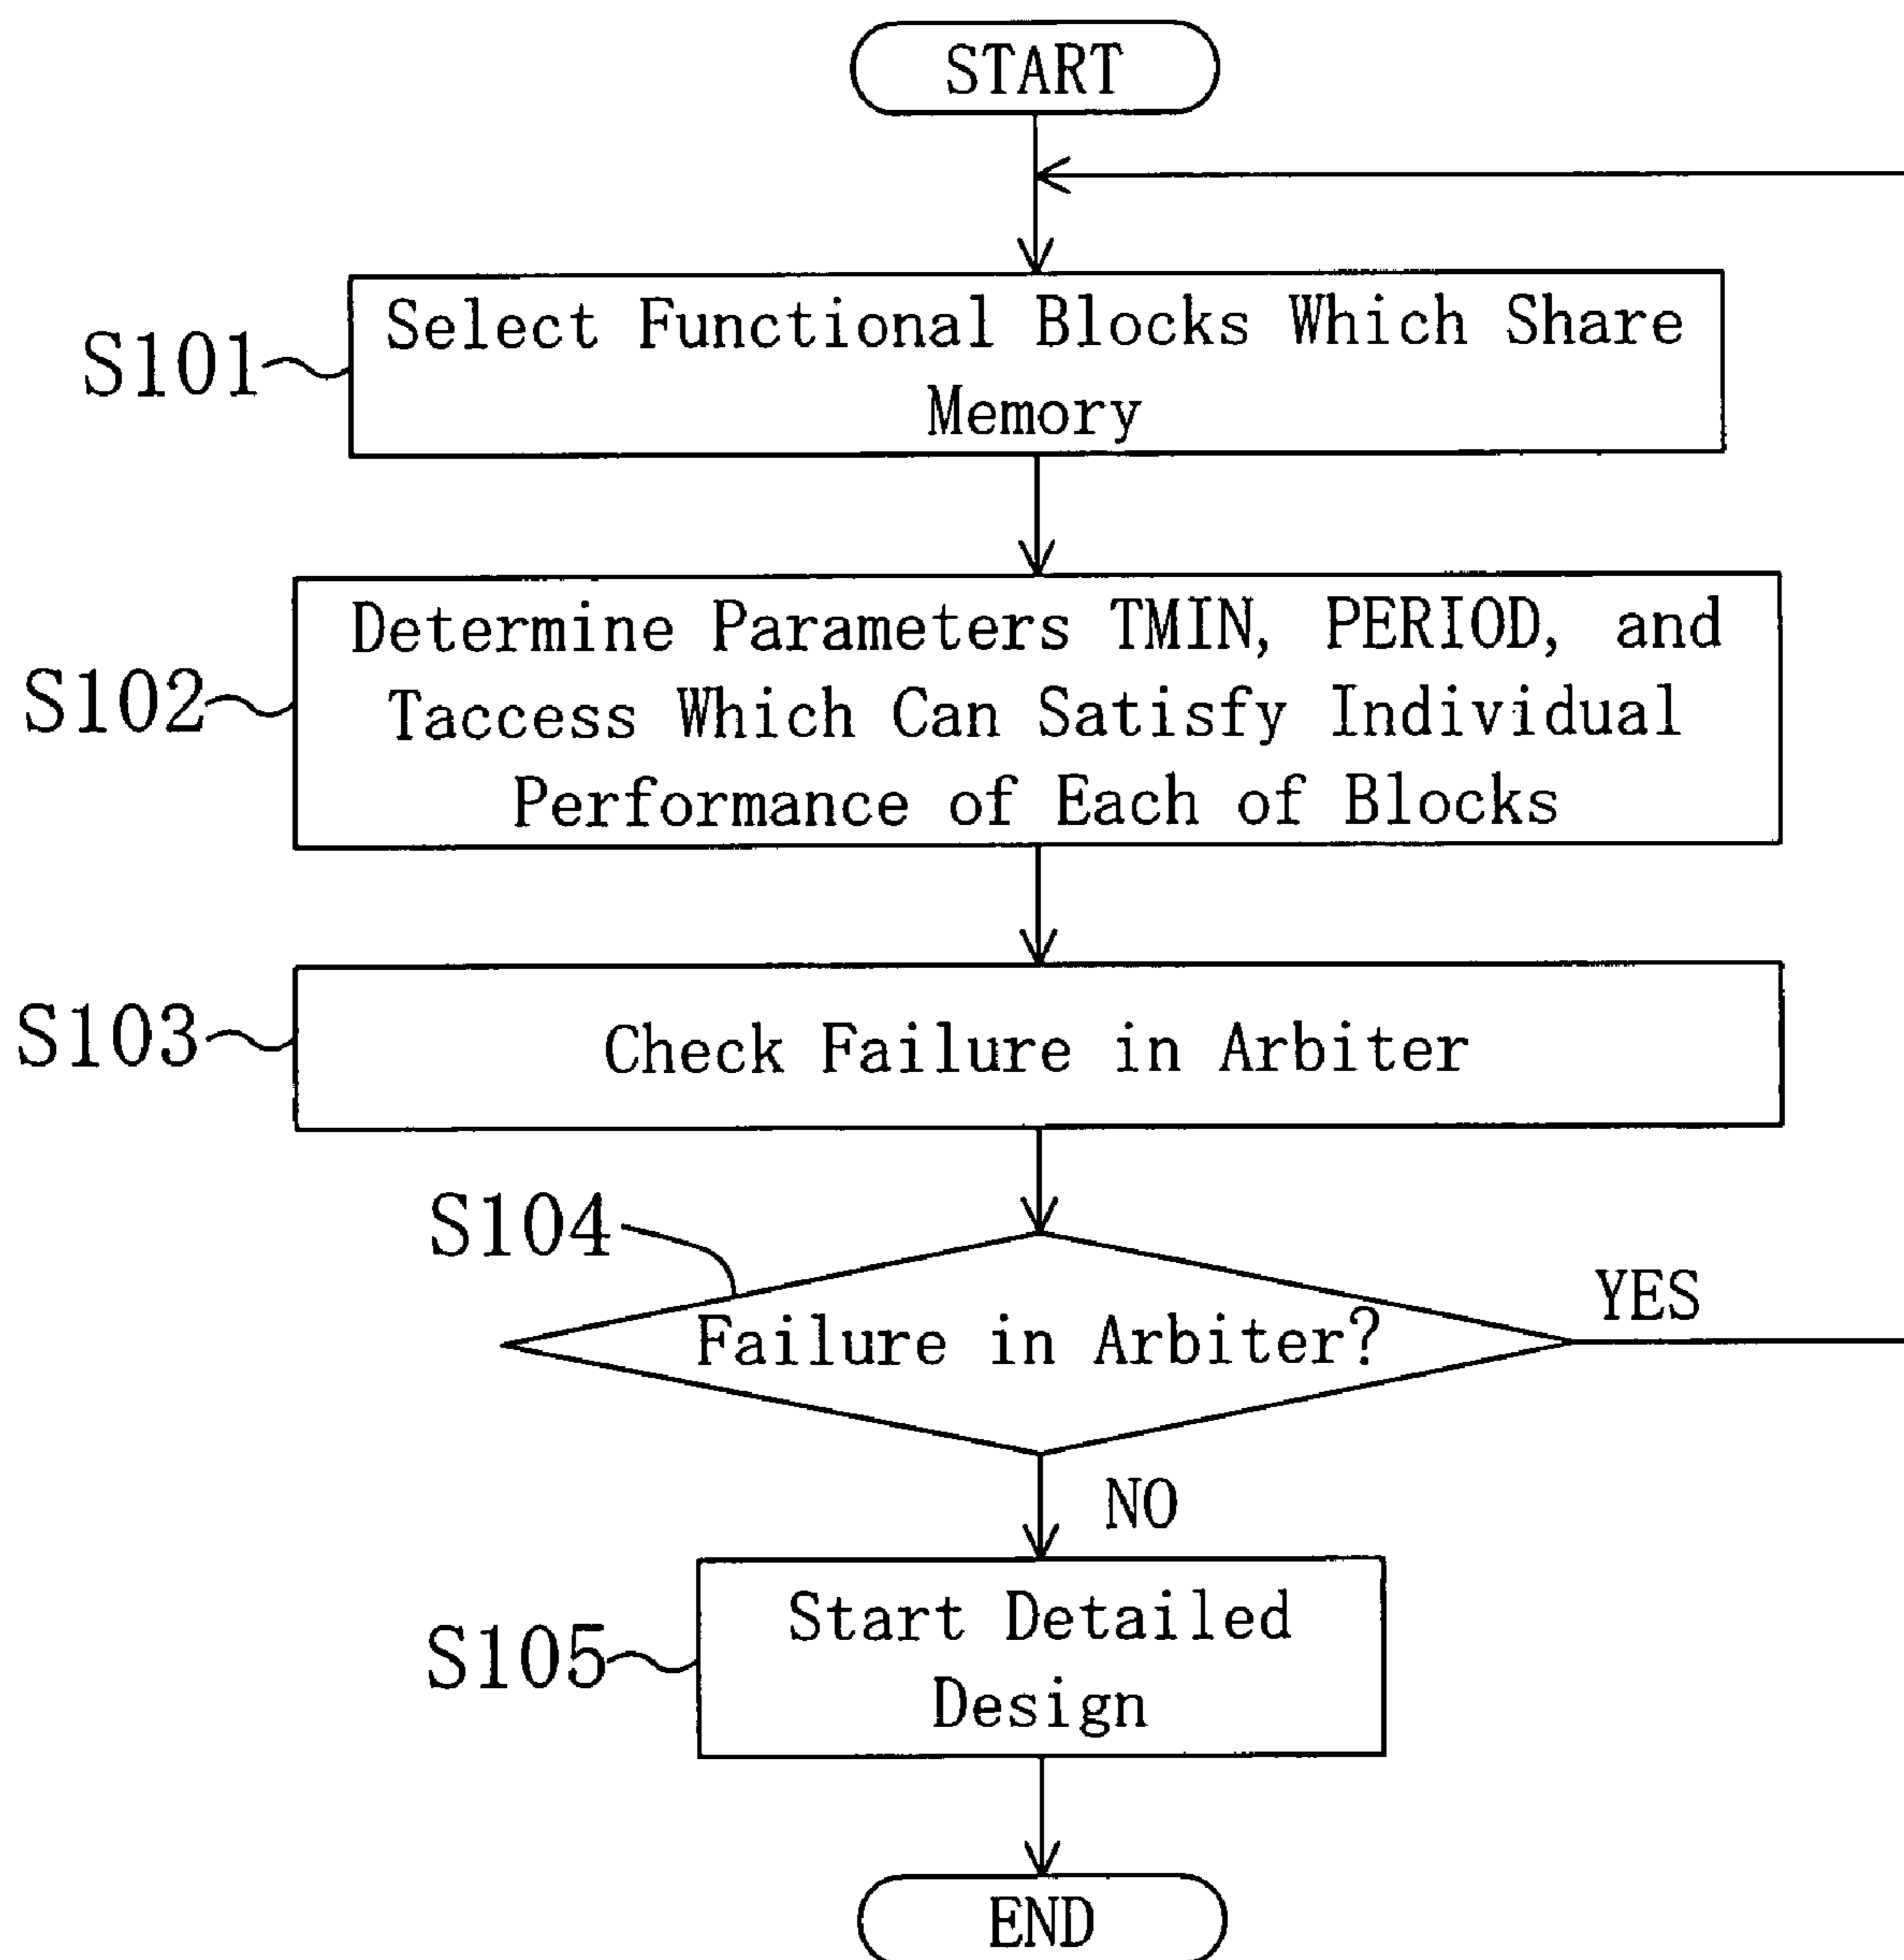 START
S101
Select Functional Blocks Which Share
Memory
S102
Determine Parameters TMIN, PERIOD, and
Taccess Which Can Satisfy Individual
Performance of Each of Blocks
S103
Check Failure in Arbiter
S104
Failure in Arbiter?
YES
NO
S105
Start Detailed
Design
END